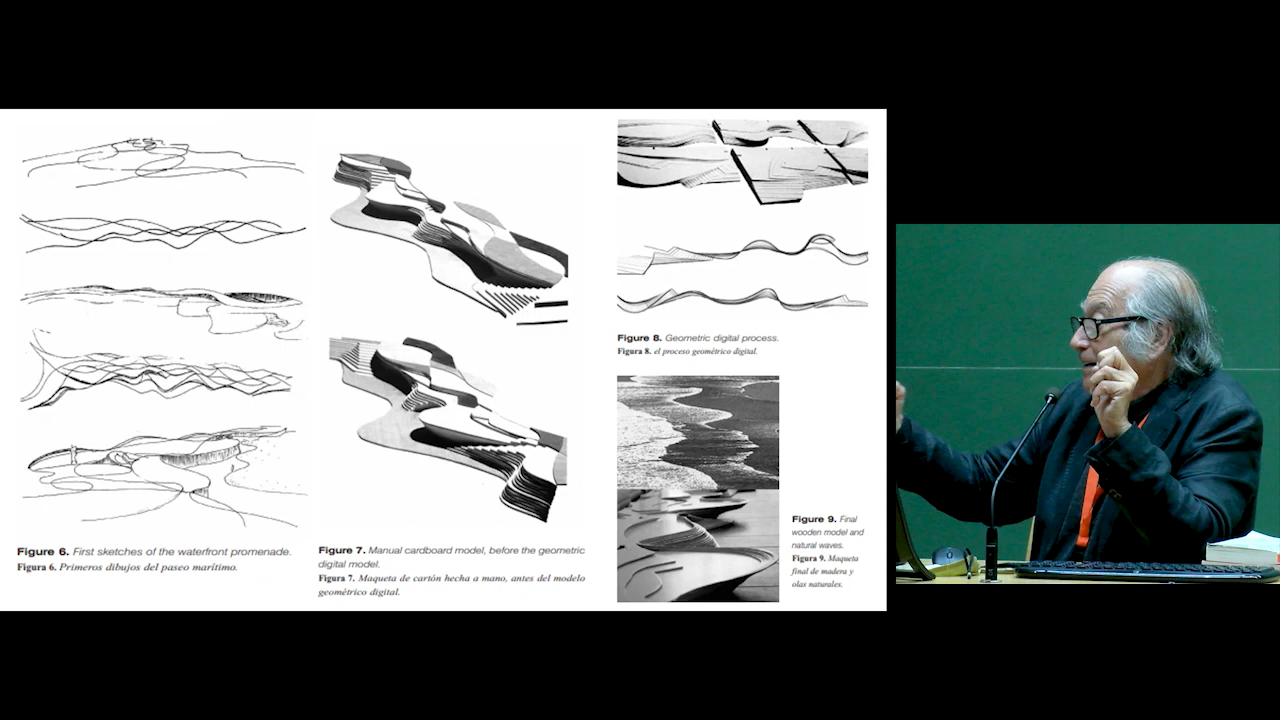 Figure 6. First sketches of the waterfront promenade.
Figura 6. Primeros dibujos del paseo marítimo.
Figure 7. Manual cardboard model, before the geometric
digital model.
Figura 7. Maqueta de cartón hecha a mano, antes del modelo
geométrico digital.
Figure 8. Geometric digital process.
Figura 8. el proceso geométrico digital.
Figure 9. Final
wooden model and
natural waves.
Figura 9. Maqueta
final de madera y
olas naturales.